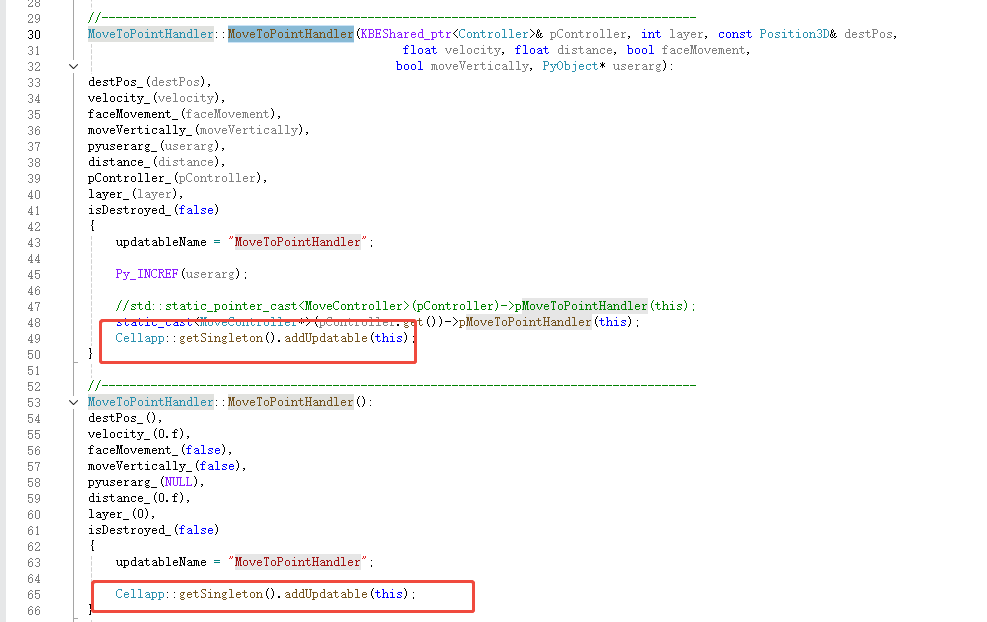 28
29 //-------------------------------------------------------------------------------------
30 MoveToPointHandler::MoveToPointHandler(KBEShared_ptr<Controller>& pController, int layer, const Position3D& destPos,
31 float velocity, float distance, bool faceMovement,
32 bool moveVertically, PyObject* userarg):
33 destPos_(destPos),
34 velocity_(velocity),
35 faceMovement_(faceMovement),
36 moveVertically_(moveVertically),
37 pyuserarg_(userarg),
38 distance_(distance),
39 pController_(pController),
40 layer_(layer),
41 isDestroyed_(false)
42 {
43 updatableName = "MoveToPointHandler";
44
45 Py_INCREF(userarg);
46
47 //std::static_pointer_cast<MoveController>(pController)->pMoveToPointHandler(this);
48 static_cast<MoveController*>(pController.get())->pMoveToPointHandler(this);
49 Cellapp::getSingleton().addUpdatable(this);
50 }
51
52 //-------------------------------------------------------------------------------------
53 MoveToPointHandler::MoveToPointHandler():
54 destPos_(),
55 velocity_(0.f),
56 faceMovement_(false),
57 moveVertically_(false),
58 pyuserarg_(NULL),
59 distance_(0.f),
60 layer_(0),
61 isDestroyed_(false)
62 {
63 updatableName = "MoveToPointHandler";
64
65 Cellapp::getSingleton().addUpdatable(this);
66 }